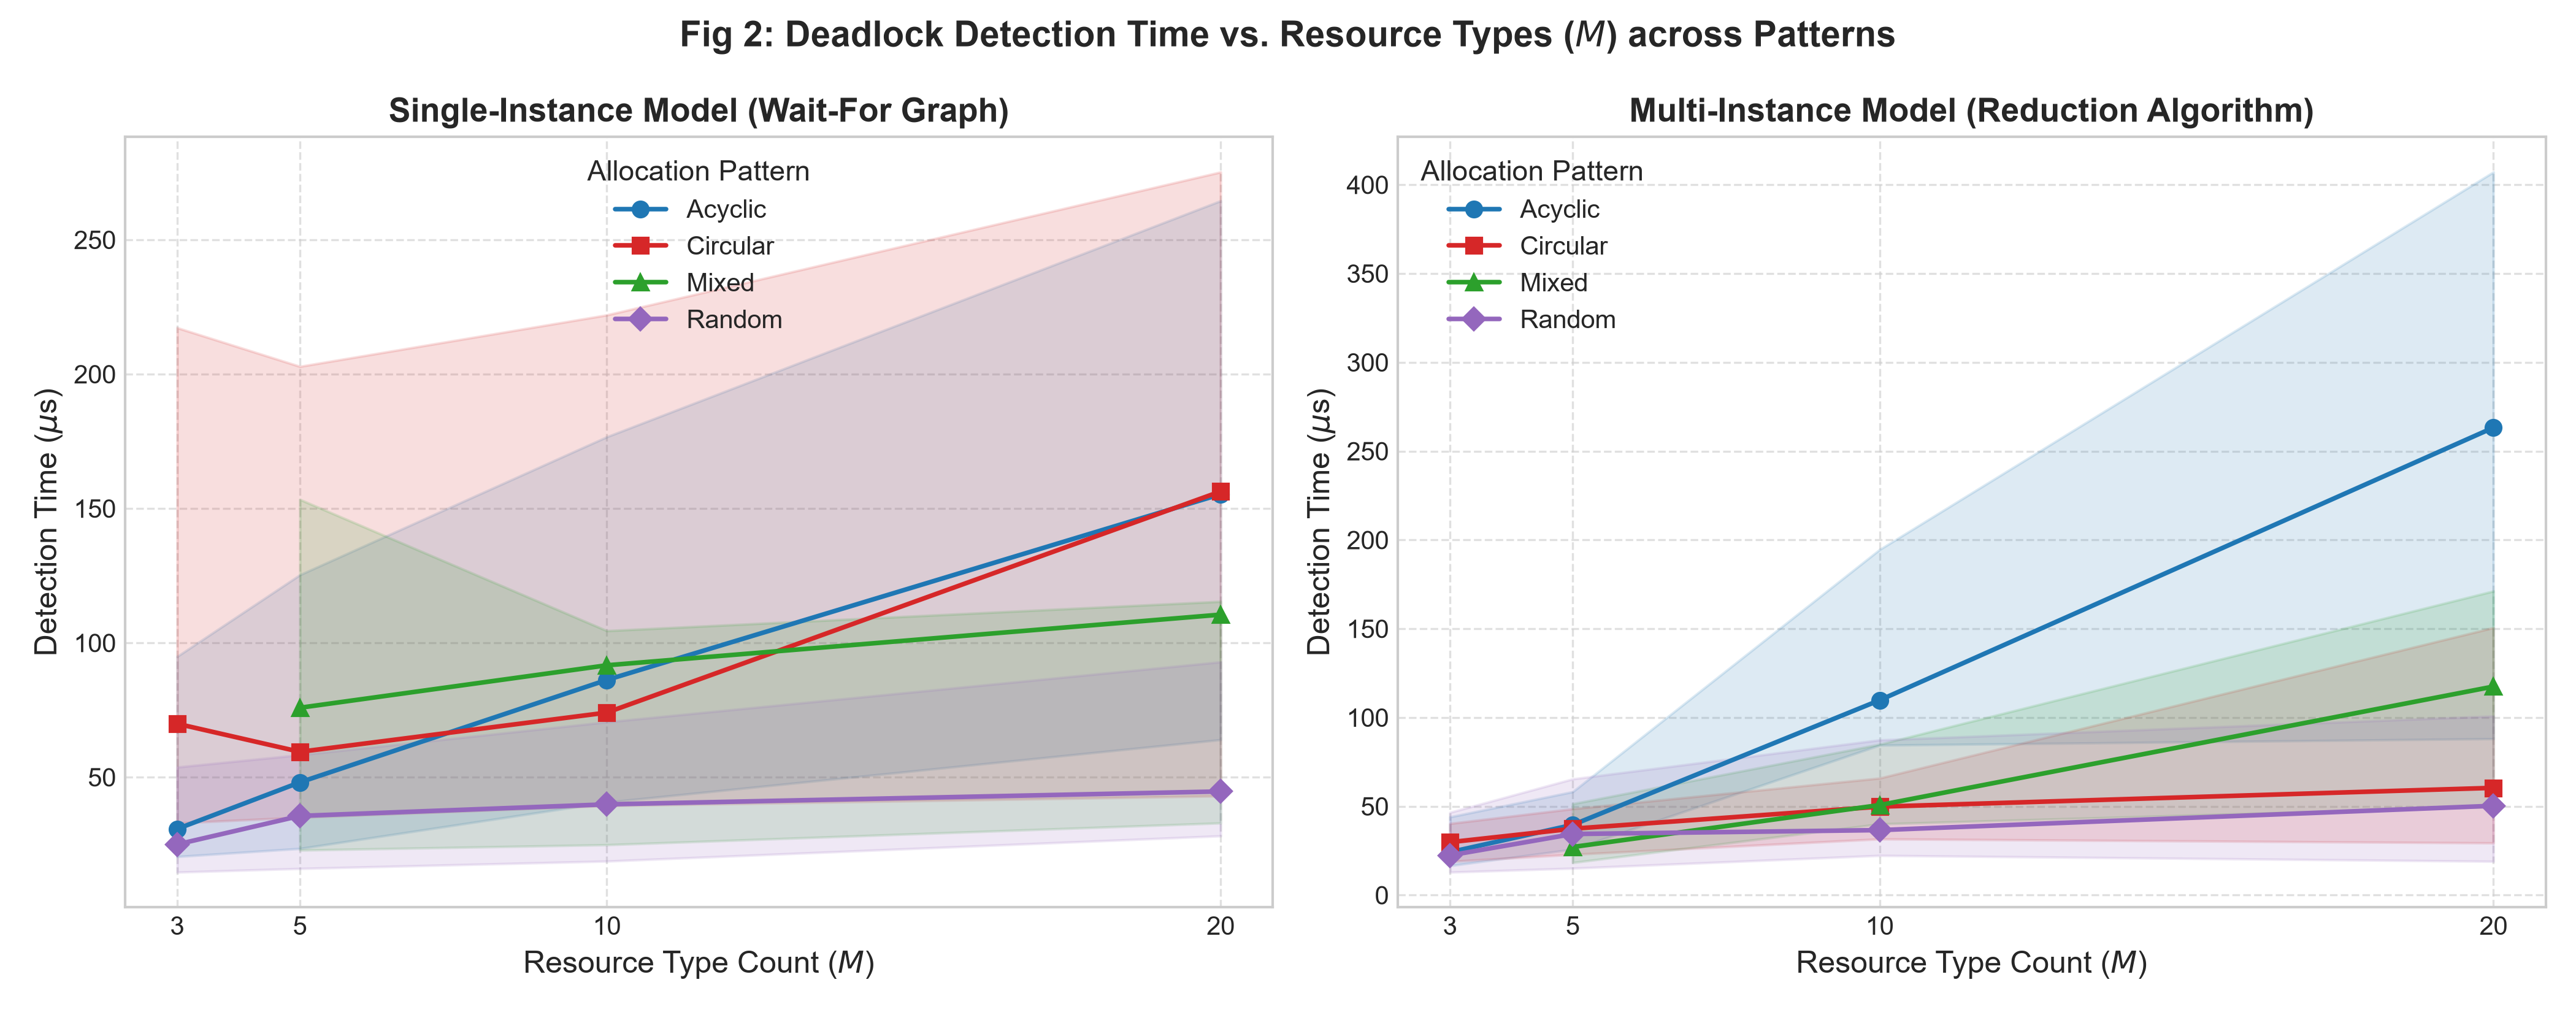 Fig 2: Deadlock Detection Time vs. Resource Types (M) across Patterns
Single-Instance Model (Wait-For Graph)
Detection Time (μs)
250
200
150
100
50
Allocation Pattern
Acyclic
Circular
Mixed
Random
3
5
10
20
Resource Type Count (M)
Multi-Instance Model (Reduction Algorithm)
Detection Time (μs)
400
350
300
250
200
150
100
50
0
Allocation Pattern
Acyclic
Circular
Mixed
Random
3
5
10
20
Resource Type Count (M)